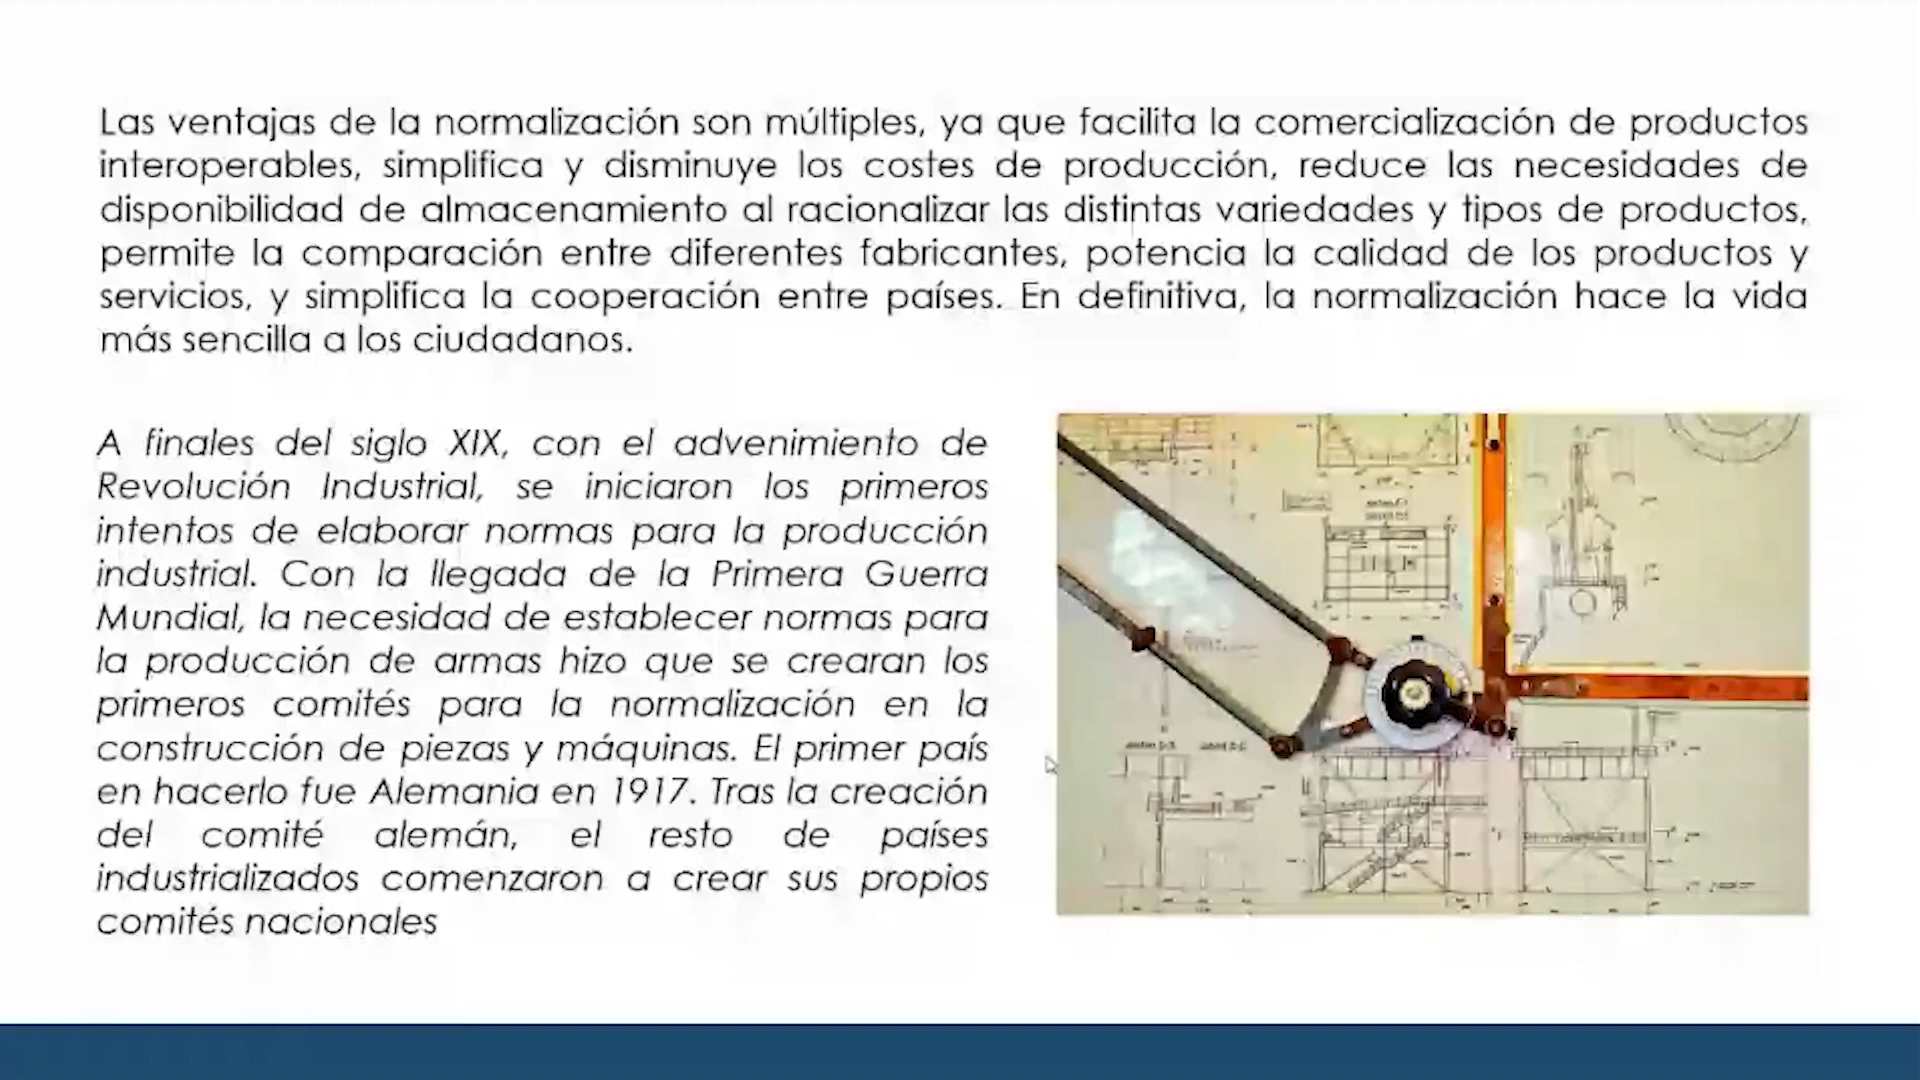 Las ventajas de la normalización son múltiples, ya que facilita la comercialización de productos
interoperables, simplifica y disminuye los costes de producción, reduce las necesidades de
disponibilidad de almacenamiento al racionalizar las distintas variedades y tipos de productos,
permite la comparación entre diferentes fabricantes, potencia la calidad de los productos y
servicios, y simplifica la cooperación entre países. En definitiva, la normalización hace la vida
más sencilla a los ciudadanos.
A finales del siglo XIX, con el advenimiento de
Revolución Industrial, se iniciaron los primeros
intentos de elaborar normas para la producción
industrial. Con la llegada de la Primera Guerra
Mundial, la necesidad de establecer normas para
la producción de armas hizo que se crearan los
primeros comités para la normalización en la
construcción de piezas y máquinas. El primer país
en hacerlo fue Alemania en 1917. Tras la creación
del comité alemán, el resto de países
industrializados comenzaron a crear sus propios
comités nacionales